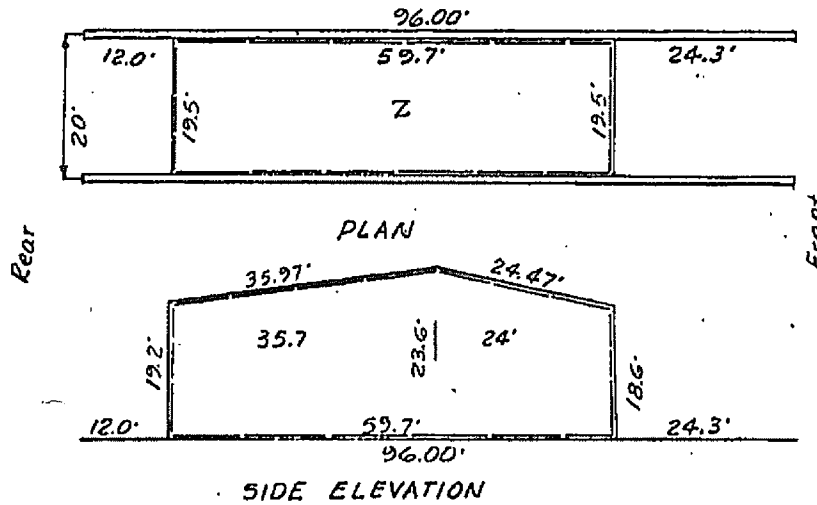 96.00'
12.0' 59.7' 24.3'
20' 19.5' Z 19.5'
PLAN
Rear Front
35.97' 24.47'
19.2' 35.7 23.6' 24' 18.6'
12.0' 59.7' 24.3'
96.00'
SIDE ELEVATION